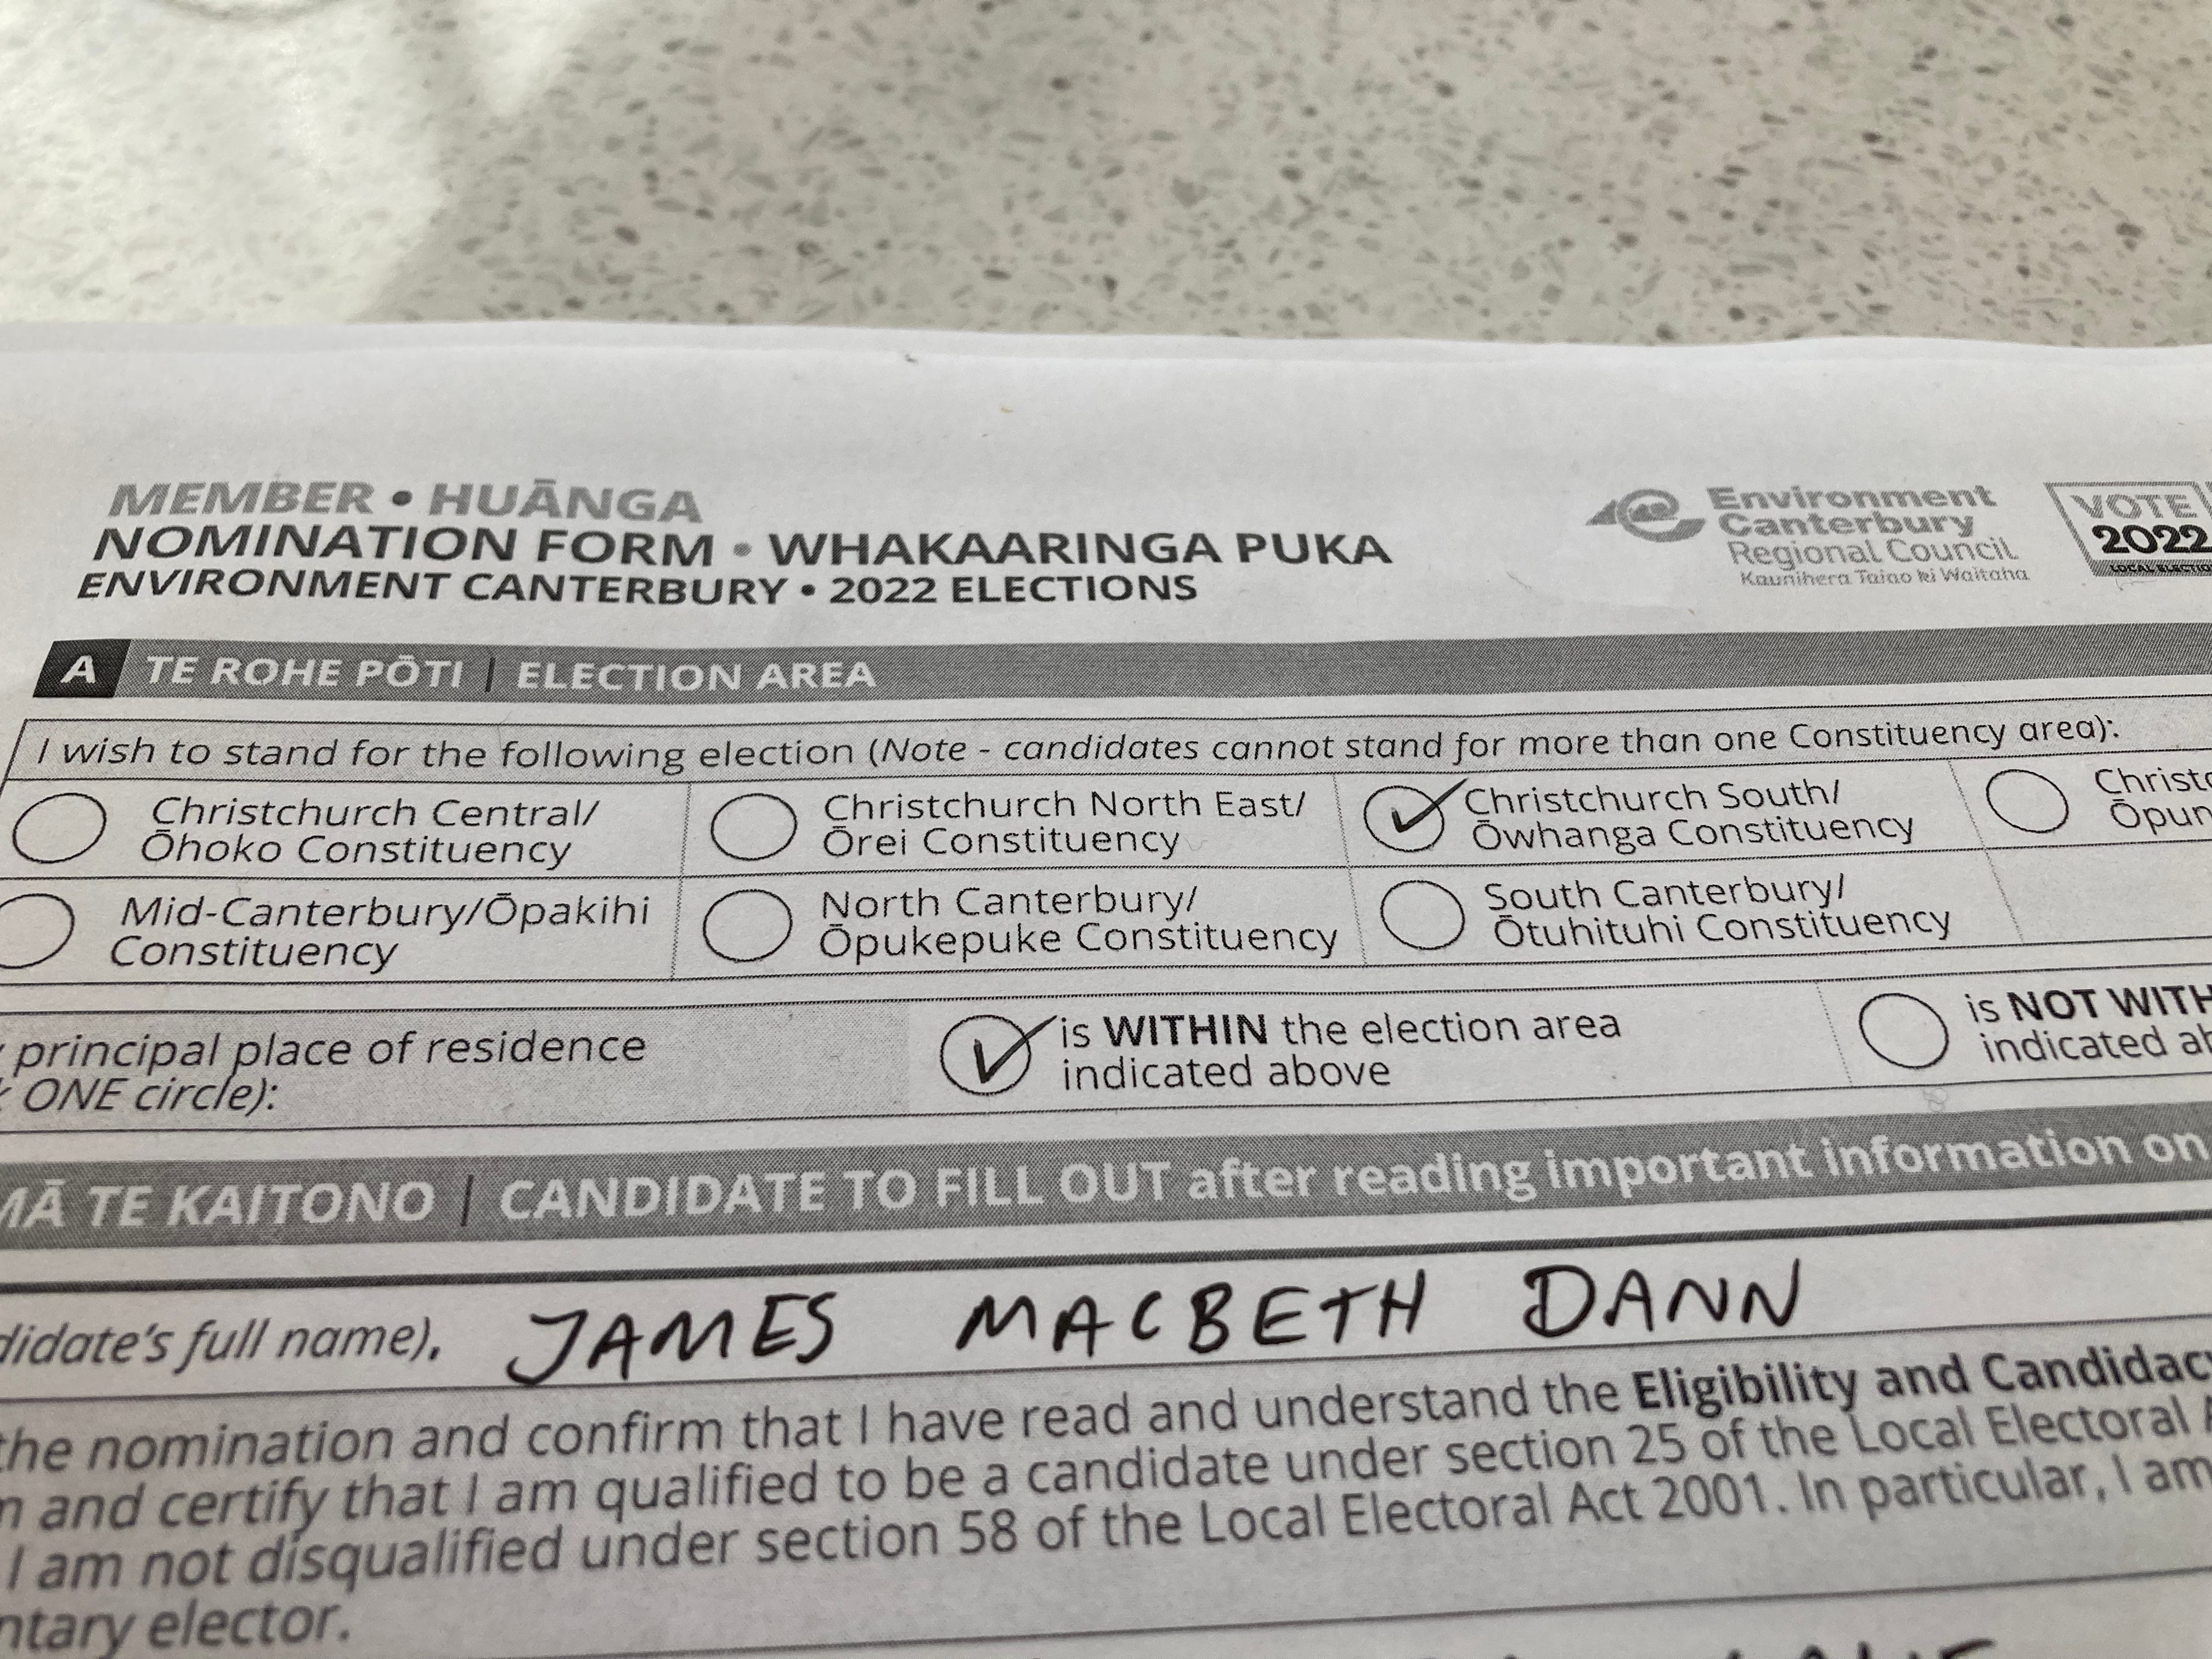 MEMBER • HUĀNGA
NOMINATION FORM • WHAKAARINGA PUKA
ENVIRONMENT CANTERBURY • 2022 ELECTIONS
Environment
Canterbury
Regional Council
Kaunihera Taiao ki Waitaha
VOTE
2022
A TE ROHE PŌTI | ELECTION AREA
I wish to stand for the following election (Note - candidates cannot stand for more than one Constituency area):
Christchurch Central/
Ōhoko Constituency
Christchurch North East/
Ōrei Constituency
Christchurch South/
Ōwhanga Constituency
Mid-Canterbury/Ōpakihi
Constituency
North Canterbury/
Ōpukepuke Constituency
South Canterbury/
Ōtuhituhi Constituency
principal place of residence
ONE circle):
is WITHIN the election area
indicated above
is NOT
indicated
MĀ TE KAITONO | CANDIDATE TO FILL OUT after reading important information on
full name), JAMES MACBETH DANN
the nomination and confirm that I have read and understand the Eligibility and
and certify that I am qualified to be a candidate under section 25 of the Local Electoral
I am not disqualified under section 58 of the Local Electoral Act 2001. In particular, I am
elector.